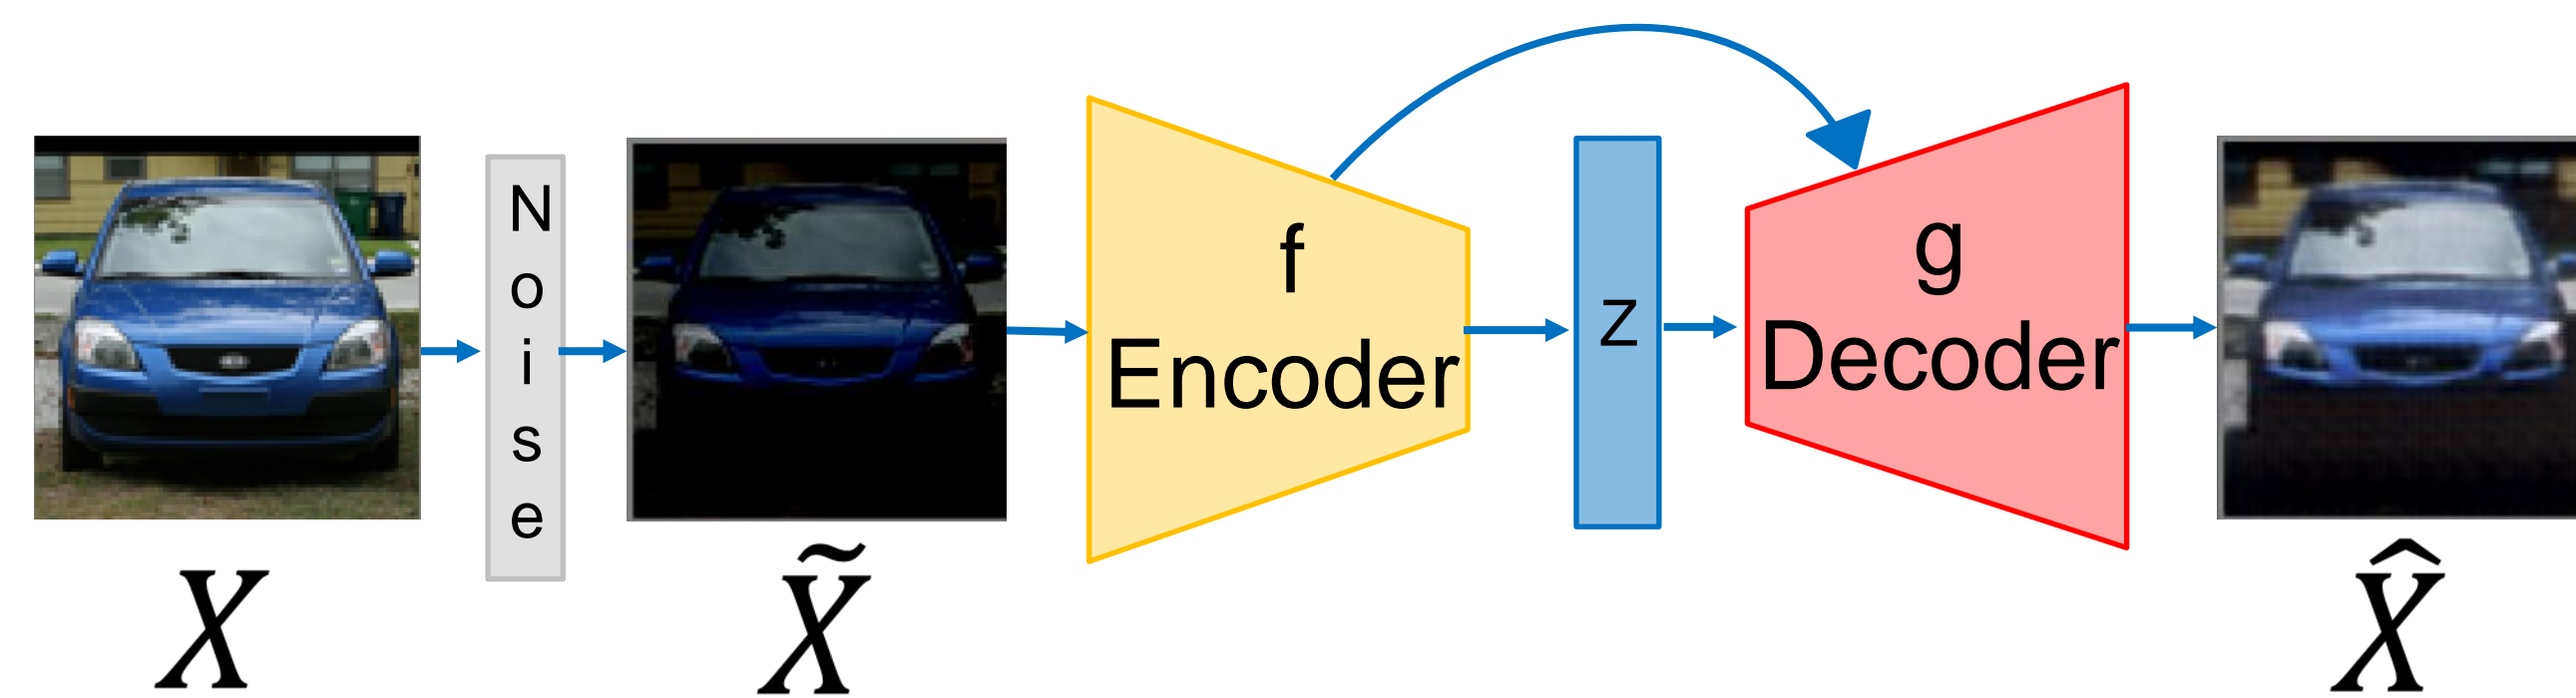 Noise
f
Encoder
Z
g
Decoder
X
X̃
X̂